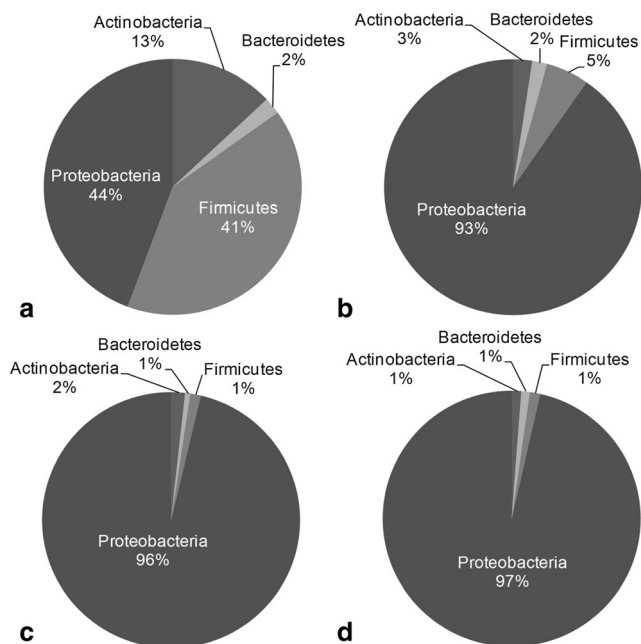 Actinobacteria
13%
Bacteroidetes
2%
Proteobacteria
44%
Firmicutes
41%
a
Actinobacteria
3%
Bacteroidetes
2%
Firmicutes
5%
Proteobacteria
93%
b
Actinobacteria
2%
Bacteroidetes
1%
Firmicutes
1%
Proteobacteria
96%
c
Actinobacteria
1%
Bacteroidetes
1%
Firmicutes
1%
Proteobacteria
97%
d